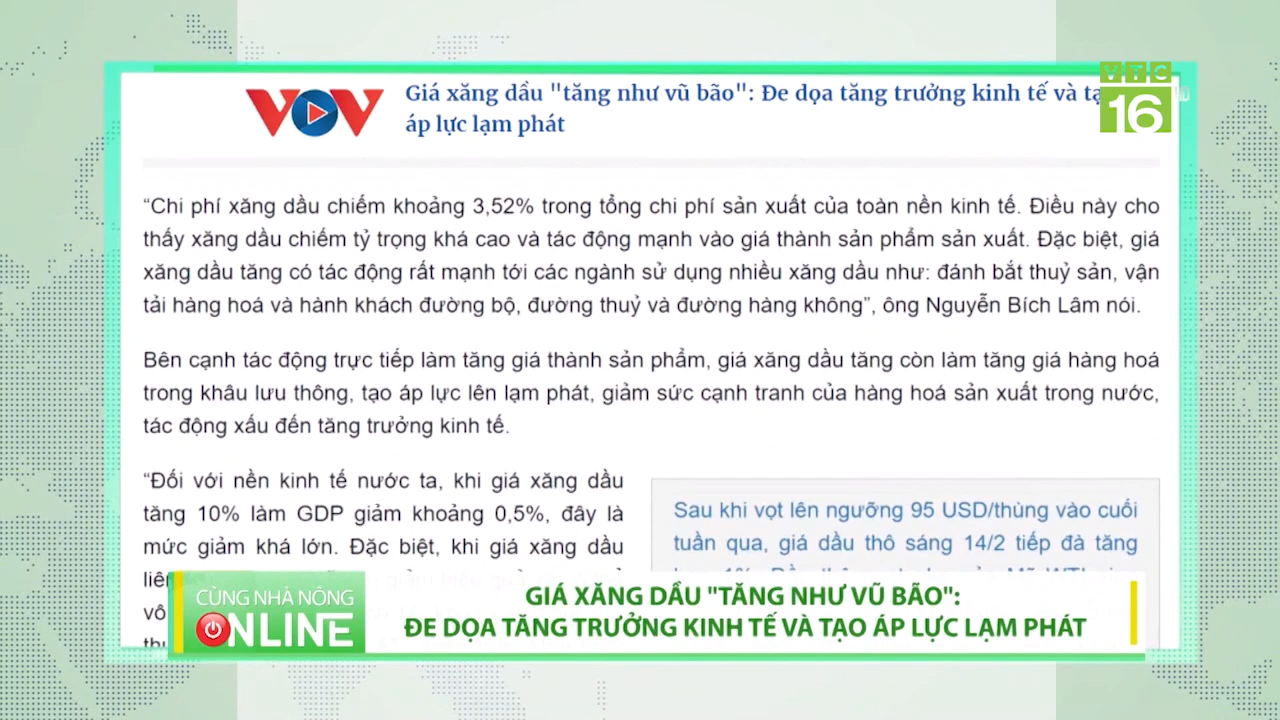 VOV
Giá xăng dầu "tăng như vũ bão": Đe dọa tăng trưởng kinh tế và
áp lực lạm phát
VTC
16
“Chi phí xăng dầu chiếm khoảng 3,52% trong tổng chi phí sản xuất của toàn nền kinh tế. Điều này cho
thấy xăng dầu chiếm tỷ trọng khá cao và tác động mạnh vào giá thành sản phẩm sản xuất. Đặc biệt, giá
xăng dầu tăng có tác động rất mạnh tới các ngành sử dụng nhiều xăng dầu như: đánh bắt thuỷ sản, vận
tải hàng hoá và hành khách đường bộ, đường thuỷ và đường hàng không”, ông Nguyễn Bích Lâm nói.
Bên cạnh tác động trực tiếp làm tăng giá thành sản phẩm, giá xăng dầu tăng còn làm tăng giá hàng hoá
trong khâu lưu thông, tạo áp lực lên lạm phát, giảm sức cạnh tranh của hàng hoá sản xuất trong nước,
tác động xấu đến tăng trưởng kinh tế.
“Đối với nền kinh tế nước ta, khi giá xăng dầu
tăng 10% làm GDP giảm khoảng 0,5%, đây là
mức giảm khá lớn. Đặc biệt, khi giá xăng dầu
Sau khi vọt lên ngưỡng 95 USD/thùng vào cuối
tuần qua, giá dầu thô sáng 14/2 tiếp đà tăng
CÙNG NHÀ NÔNG
ONLINE
GIÁ XĂNG DẦU "TĂNG NHƯ VŨ BÃO":
ĐE DỌA TĂNG TRƯỞNG KINH TẾ VÀ TẠO ÁP LỰC LẠM PHÁT